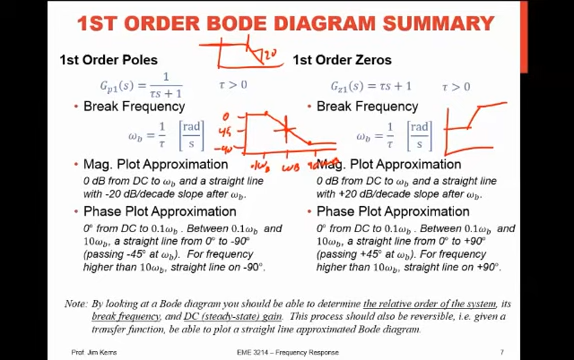 1ST ORDER BODE DIAGRAM SUMMARY
1st Order Poles
G_p1(s) = 1/(τs + 1)    τ > 0
• Break Frequency
ω_b = 1/τ [rad/s]
• Mag. Plot Approximation
0 dB from DC to ω_b and a straight line
with -20 dB/decade slope after ω_b.
• Phase Plot Approximation
0° from DC to 0.1ω_b. Between 0.1ω_b and
10ω_b, a straight line from 0° to -90°
(passing -45° at ω_b). For frequency
higher than 10ω_b, straight line on -90°.
20
0
45
-90
.1ωb ωB
1st Order Zeros
G_z1(s) = τs + 1    τ > 0
• Break Frequency
ω_b = 1/τ [rad/s]
• Mag. Plot Approximation
0 dB from DC to ω_b and a straight line
with +20 dB/decade slope after ω_b.
• Phase Plot Approximation
0° from DC to 0.1ω_b. Between 0.1ω_b and
10ω_b, a straight line from 0° to +90°
(passing +45° at ω_b). For frequency
higher than 10ω_b, straight line on +90°.
Note: By looking at a Bode diagram you should be able to determine the relative order of the system, its
break frequency, and DC (steady-state) gain. This process should also be reversible, i.e. given a
transfer function, be able to plot a straight line approximated Bode diagram.
Prof. Jim Kerns
EME 3214 – Frequency Response
7